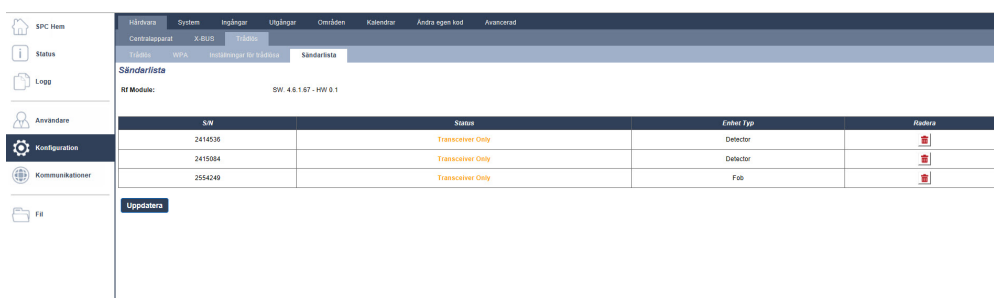 SPC Hem
Status
Logg
Användare
Konfiguration
Kommunikationer
Fil
Hårdvara System Ingångar Utgångar Områden Kalendrar Ändra egen kod Avancerad
Centralapparat X-BUS Trådlös
Trådlös WPA Inställningar för trådlösa Sändarlista
Sändarlista
Rf Module: SW. 4.6.1.67 - HW 0.1
S/N Status Enhet Typ Radera
2414536 Transceiver Only Detector
2415084 Transceiver Only Detector
2554249 Transceiver Only Fob
Uppdatera